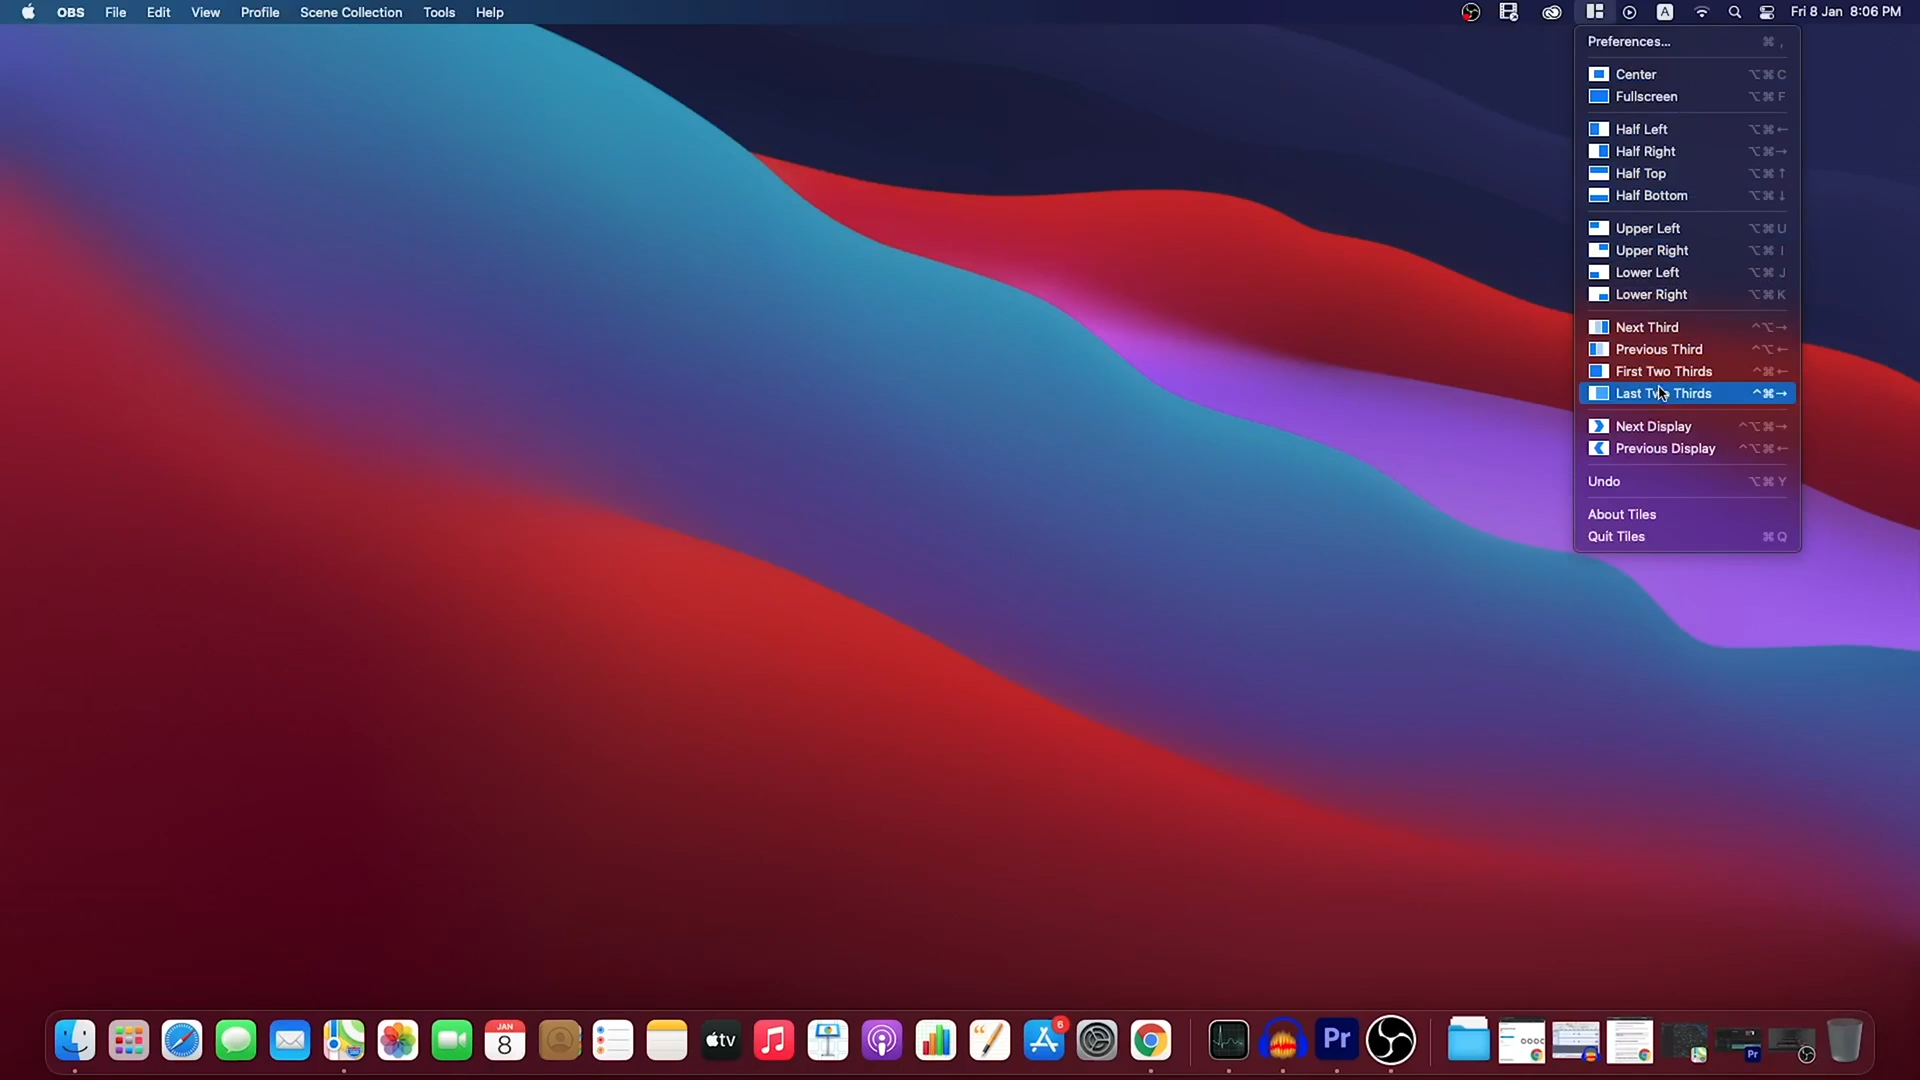 OBS File Edit View Profile Scene Collection Tools Help A Fri 8 Jan 8:06 PM
Preferences... ⌘ ,
Center ⌥⌘ C
Fullscreen ⌥⌘ F
Half Left ⌥⌘←
Half Right ⌥⌘→
Half Top ⌥⌘↑
Half Bottom ⌥⌘↓
Upper Left ⌥⌘ U
Upper Right ⌥⌘ I
Lower Left ⌥⌘ J
Lower Right ⌥⌘ K
Next Third ^⌥→
Previous Third ^⌥←
First Two Thirds ^⌘←
Last Two Thirds ^⌘→
Next Display ^⌥⌘→
Previous Display ^⌥⌘←
Undo ⌥⌘ Y
About Tiles
Quit Tiles ⌘ Q
JAN
8
tv
6
Pr
Pr